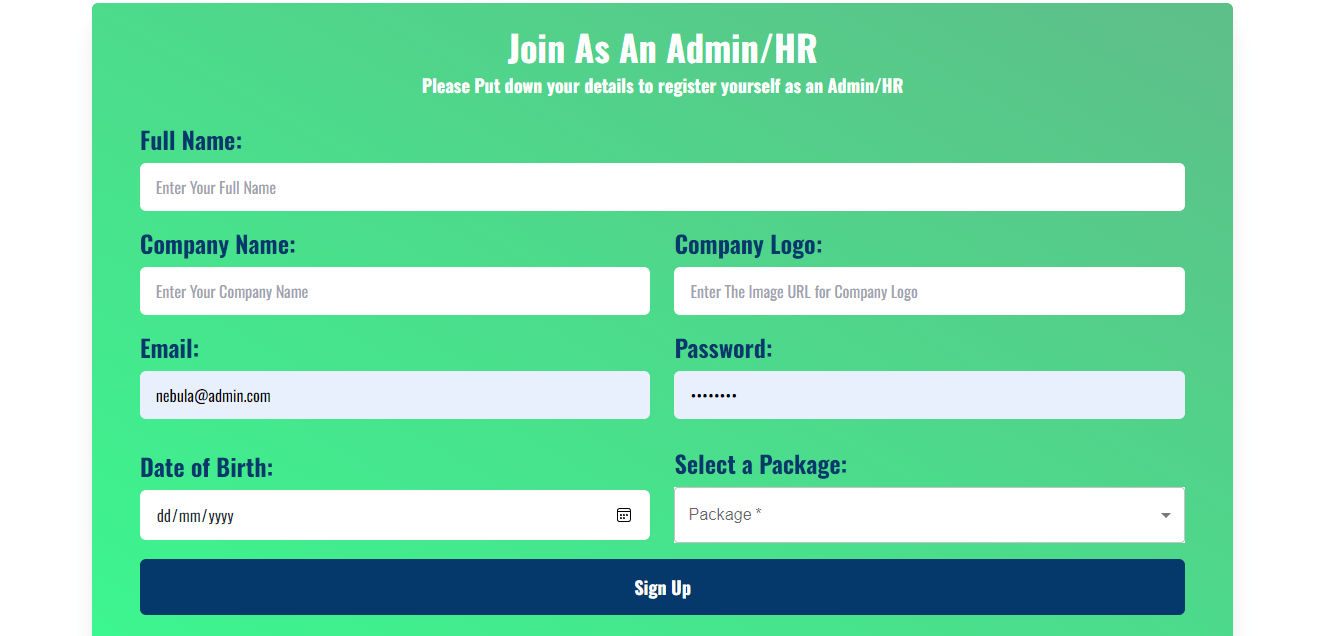 Join As An Admin/HR
Please Put down your details to register yourself as an Admin/HR
Full Name:
Enter Your Full Name
Company Name:
Company Logo:
Enter Your Company Name
Enter The Image URL for Company Logo
Email:
Password:
nebula@admin.com
••••••••
Date of Birth:
Select a Package:
dd/mm/yyyy
Package *
Sign Up